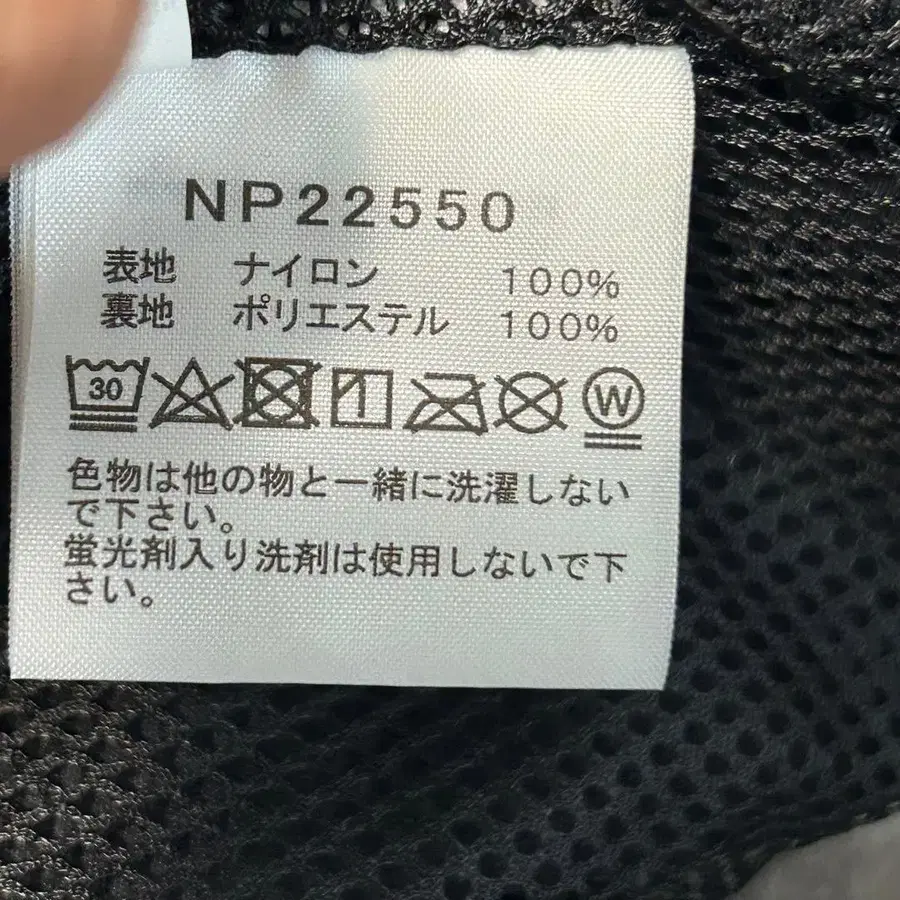 NP22550
表地 ナイロン 100%
裏地 ポリエステル 100%
30 W
色物は他の物と一緒に洗濯しない
で下さい。
蛍光剤入り洗剤は使用しないで下
さい。